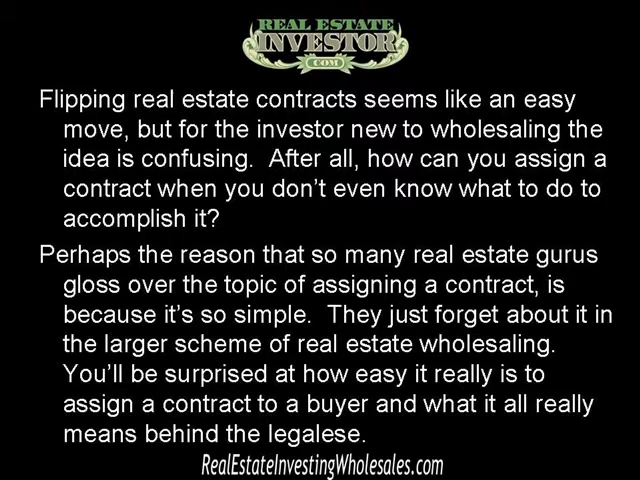 REAL ESTATE
INVESTOR
COM
Flipping real estate contracts seems like an easy
move, but for the investor new to wholesaling the
idea is confusing.  After all, how can you assign a
contract when you don’t even know what to do to
accomplish it?
Perhaps the reason that so many real estate gurus
gloss over the topic of assigning a contract, is
because it’s so simple.  They just forget about it in
the larger scheme of real estate wholesaling.
You’ll be surprised at how easy it really is to
assign a contract to a buyer and what it all really
means behind the legalese.
RealEstateInvestingWholesales.com